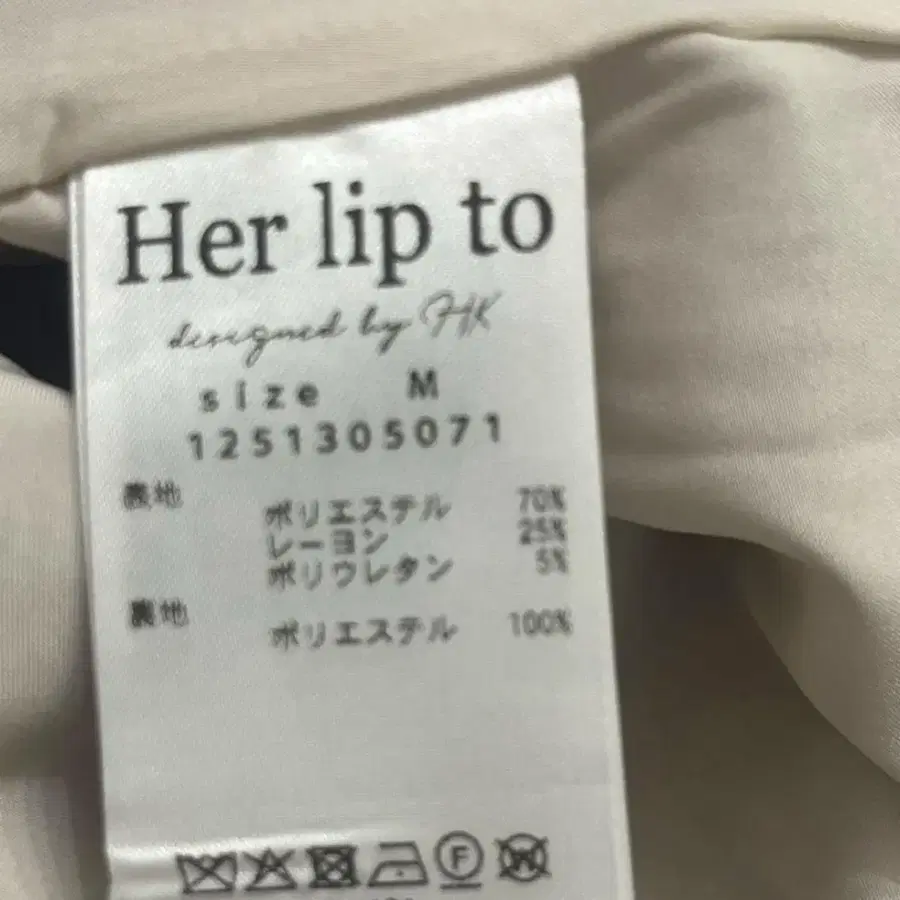 Her lip to
designed by HK
size M
1251305071
表地
ポリエステル 70%
レーヨン 25%
ポリウレタン 5%
裏地
ポリエステル 100%
F
W